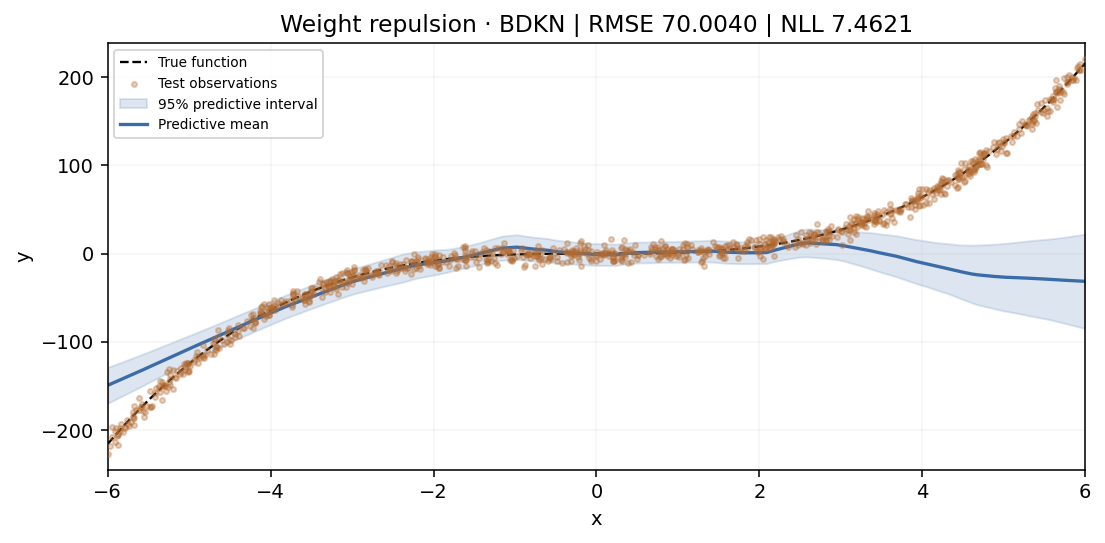 Weight repulsion · BDKN | RMSE 70.0040 | NLL 7.4621
True function
Test observations
95% predictive interval
Predictive mean
200
100
0
−100
−200
y
−6
−4
−2
0
2
4
6
x